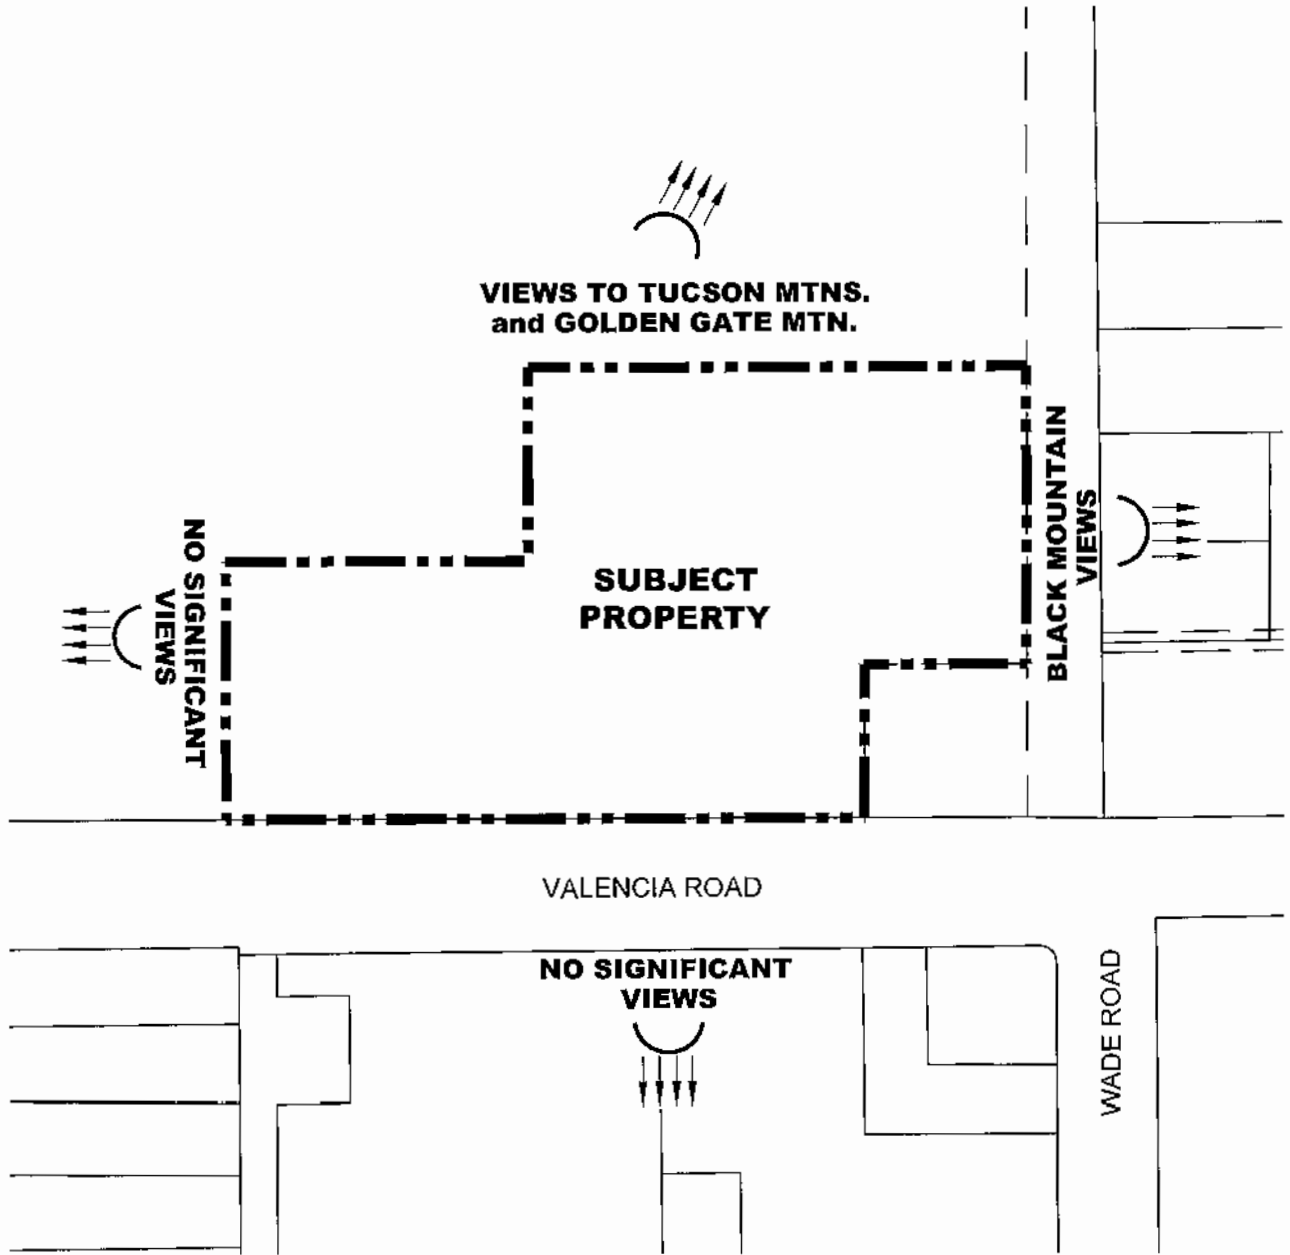 VIEWS TO TUCSON MTNS.
and GOLDEN GATE MTN.
BLACK MOUNTAIN
VIEWS
NO SIGNIFICANT
VIEWS
SUBJECT
PROPERTY
VALENCIA ROAD
NO SIGNIFICANT
VIEWS
WADE ROAD